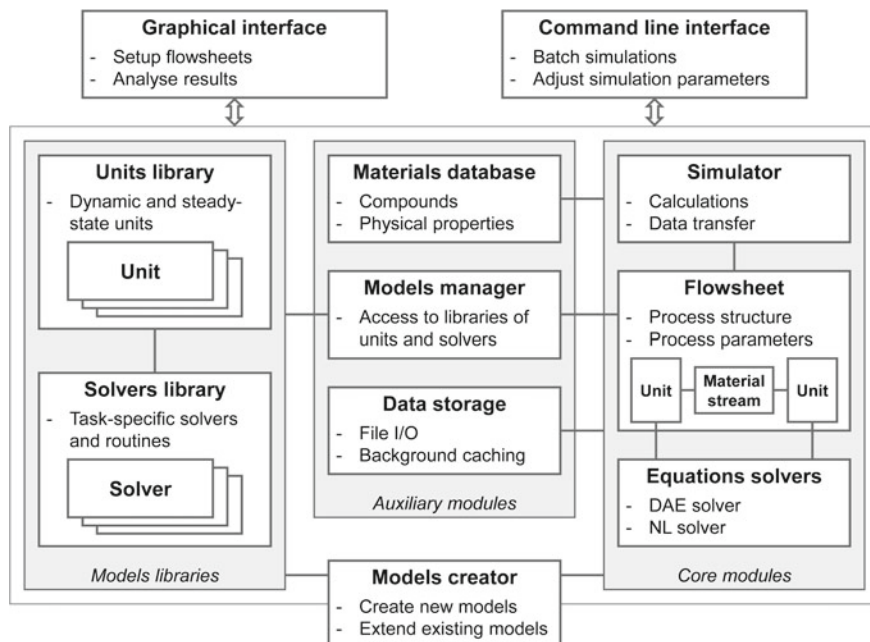 Graphical interface
- Setup flowsheets
- Analyse results
Command line interface
- Batch simulations
- Adjust simulation parameters
Units library
- Dynamic and steady-
state units
Unit
Solvers library
- Task-specific solvers
and routines
Solver
Models libraries
Materials database
- Compounds
- Physical properties
Models manager
- Access to libraries of
units and solvers
Data storage
- File I/O
- Background caching
Auxiliary modules
Simulator
- Calculations
- Data transfer
Flowsheet
- Process structure
- Process parameters
Unit
Material
stream
Unit
Equations solvers
- DAE solver
- NL solver
Core modules
Models creator
- Create new models
- Extend existing models